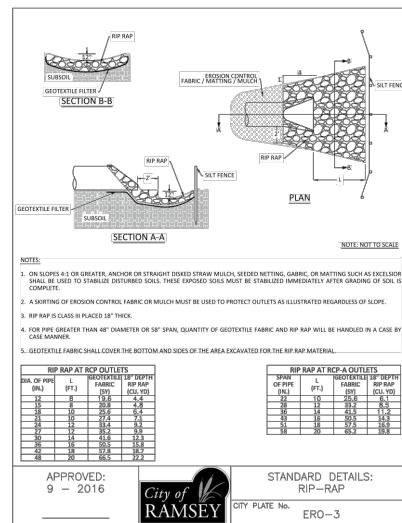 RIP RAP
12"
SUBSOIL
GEOTEXTILE FILTER
SECTION B-B
EROSION CONTROL
FABRIC / MATTING / MULCH
4'
B
SILT FENCE
A
A
2'
RIP RAP
B
L
PLAN
RIP RAP
2'
SILT FENCE
12"
GEOTEXTILE FILTER
SUBSOIL
SECTION A-A
NOTE: NOT TO SCALE
NOTES:
1. ON SLOPES 4:1 OR GREATER, ANCHOR OR STRAIGHT DISKED STRAW MULCH, SEEDED NETTING, GABRIC, OR MATTING SUCH AS EXCELSIOR
SHALL BE USED TO STABILIZE DISTURBED SOILS. THESE EXPOSED SOILS MUST BE STABILIZED IMMEDIATELY AFTER GRADING OF SOIL IS
COMPLETE.
2. A SKIRTING OF EROSION CONTROL FABRIC OR MULCH MUST BE USED TO PROTECT OUTLETS AS ILLUSTRATED REGARDLESS OF SLOPE.
3. RIP RAP IS CLASS III PLACED 18" THICK.
4. FOR PIPE GREATER THAN 48" DIAMETER OR 58" SPAN, QUANTITY OF GEOTEXTILE FABRIC AND RIP RAP WILL BE HANDLED IN A CASE BY
CASE MANNER.
5. GEOTEXTILE FABRIC SHALL COVER THE BOTTOM AND SIDES OF THE AREA EXCAVATED FOR THE RIP RAP MATERIAL.
RIP RAP AT RCP OUTLETS
DIA. OF PIPE (IN.) L (FT.) GEOTEXTILE FABRIC (SY) 18" DEPTH RIP RAP (CU. YD)
12 8 19.6 4.4
15 8 20.8 4.8
18 10 25.6 6.4
21 10 27.4 7.1
24 12 33.4 9.2
27 12 35.2 9.9
30 14 41.6 12.3
36 16 50.5 15.8
42 18 57.8 18.7
48 20 66.5 22.2
RIP RAP AT RCP-A OUTLETS
SPAN OF PIPE (IN.) L (FT.) GEOTEXTILE FABRIC (SY) 18" DEPTH RIP RAP (CU. YD)
22 10 25.6 6.1
28 12 33.2 8.5
36 14 41.5 11.2
43 16 50.5 14.3
51 18 57.5 16.9
58 20 65.2 19.8
APPROVED:
9 - 2016
City of
RAMSEY
STANDARD DETAILS:
RIP-RAP
CITY PLATE No.
ERO-3